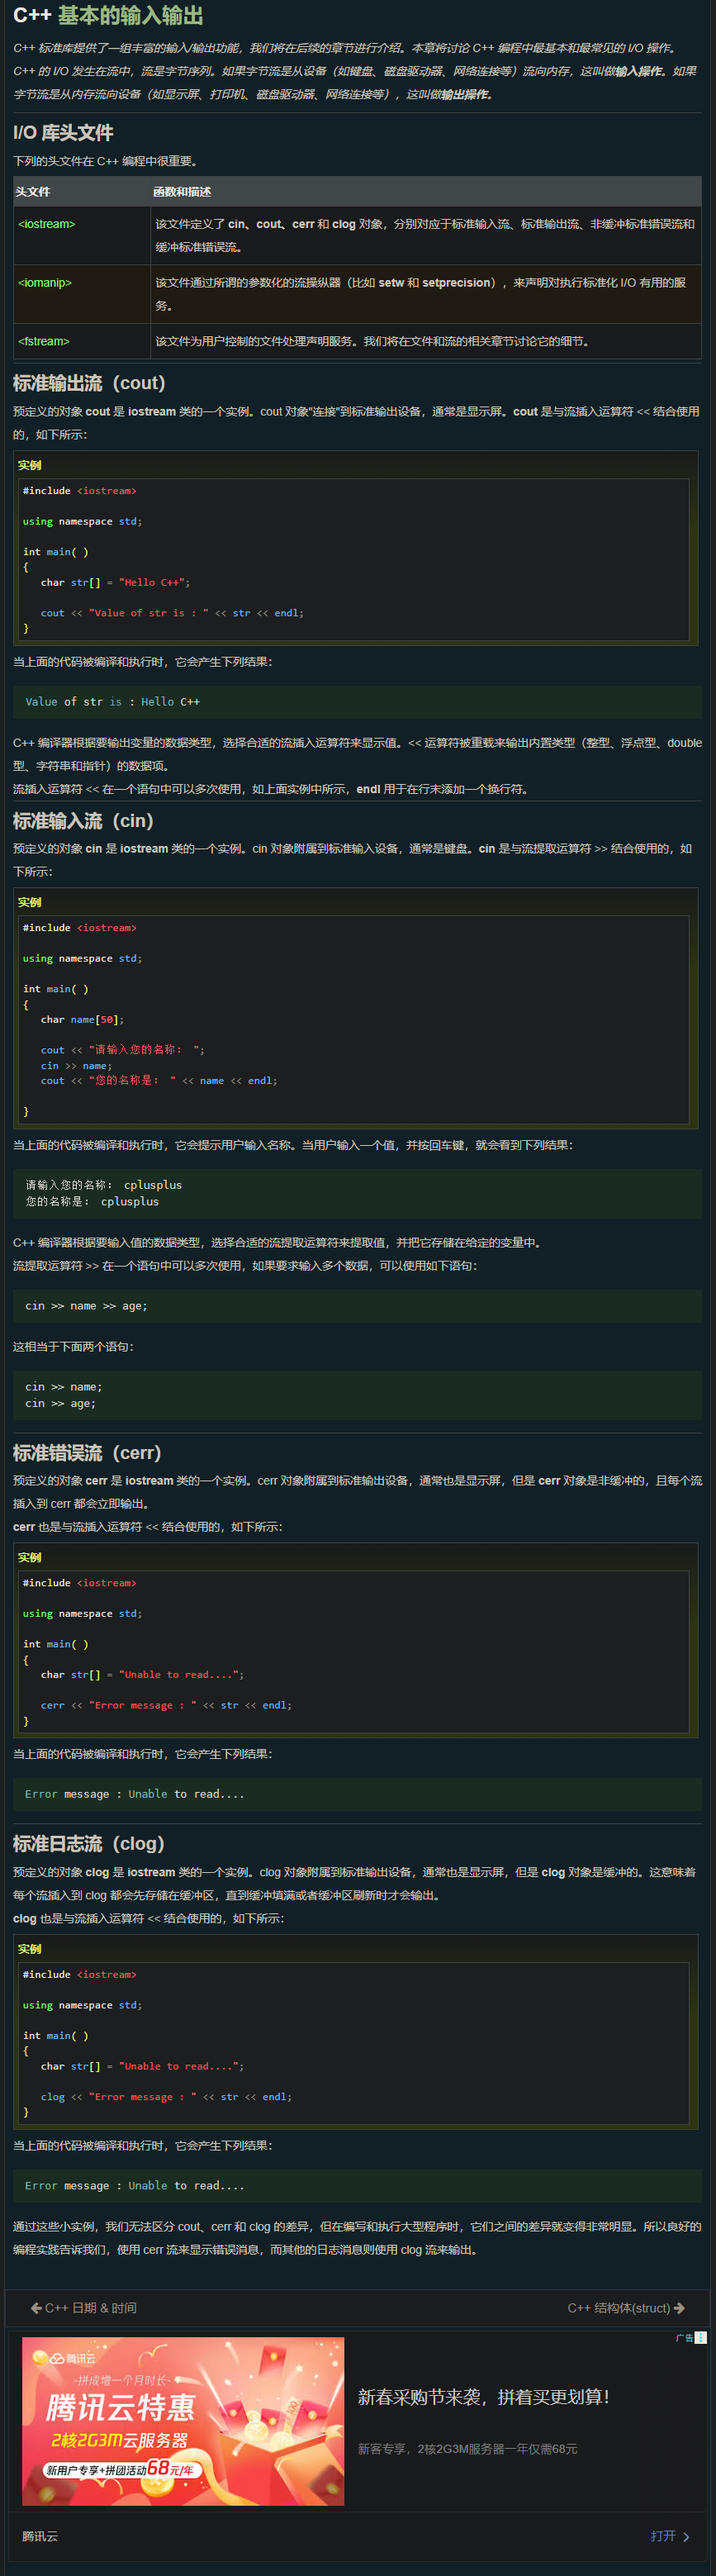 C++ 基本的输入输出
C++ 标准库提供了一组丰富的输入/输出功能，我们将在后续的章节进行介绍。本章将讨论 C++ 编程中最基本和最常见的 I/O 操作。
C++ 的 I/O 发生在流中，流是字节序列。如果字节流是从设备（如键盘、磁盘驱动器、网络连接等）流向内存，这叫做输入操作。如果
字节流是从内存流向设备（如显示屏、打印机、磁盘驱动器、网络连接等），这叫做输出操作。
I/O 库头文件
下列的头文件在 C++ 编程中很重要。
头文件 函数和描述
<iostream> 该文件定义了 cin、cout、cerr 和 clog 对象，分别对应于标准输入流、标准输出流、非缓冲标准错误流和
缓冲标准错误流。
<iomanip> 该文件通过所谓的参数化的流操纵器（比如 setw 和 setprecision），来声明对执行标准化 I/O 有用的服
务。
<fstream> 该文件为用户控制的文件处理声明服务。我们将在文件和流的相关章节讨论它的细节。
标准输出流（cout）
预定义的对象 cout 是 iostream 类的一个实例。cout 对象"连接"到标准输出设备，通常是显示屏。cout 是与流插入运算符 << 结合使用
的，如下所示：
实例
#include <iostream>
using namespace std;
int main( )
{
char str[] = "Hello C++";
cout << "Value of str is : " << str << endl;
}
当上面的代码被编译和执行时，它会产生下列结果：
Value of str is : Hello C++
C++ 编译器根据要输出变量的数据类型，选择合适的流插入运算符来显示值。<< 运算符被重载来输出内置类型（整型、浮点型、double
型、字符串和指针）的数据项。
流插入运算符 << 在一个语句中可以多次使用，如上面实例中所示，endl 用于在行末添加一个换行符。
标准输入流（cin）
预定义的对象 cin 是 iostream 类的一个实例。cin 对象附属到标准输入设备，通常是键盘。cin 是与流提取运算符 >> 结合使用的，如
下所示：
实例
#include <iostream>
using namespace std;
int main( )
{
char name[50];
cout << "请输入您的名称： ";
cin >> name;
cout << "您的名称是： " << name << endl;
}
当上面的代码被编译和执行时，它会提示用户输入名称。当用户输入一个值，并按回车键，就会看到下列结果：
请输入您的名称： cplusplus
您的名称是： cplusplus
C++ 编译器根据要输入值的数据类型，选择合适的流提取运算符来提取值，并把它存储在给定的变量中。
流提取运算符 >> 在一个语句中可以多次使用，如果要求输入多个数据，可以使用如下语句：
cin >> name >> age;
这相当于下面两个语句：
cin >> name;
cin >> age;
标准错误流（cerr）
预定义的对象 cerr 是 iostream 类的一个实例。cerr 对象附属到标准输出设备，通常也是显示屏，但是 cerr 对象是非缓冲的，且每个流
插入到 cerr 都会立即输出。
cerr 也是与流插入运算符 << 结合使用的，如下所示：
实例
#include <iostream>
using namespace std;
int main( )
{
char str[] = "Unable to read....";
cerr << "Error message : " << str << endl;
}
当上面的代码被编译和执行时，它会产生下列结果：
Error message : Unable to read....
标准日志流（clog）
预定义的对象 clog 是 iostream 类的一个实例。clog 对象附属到标准输出设备，通常也是显示屏，但是 clog 对象是缓冲的。这意味着
每个流插入到 clog 都会先存储在缓冲区，直到缓冲填满或者缓冲区刷新时才会输出。
clog 也是与流插入运算符 << 结合使用的，如下所示：
实例
#include <iostream>
using namespace std;
int main( )
{
char str[] = "Unable to read....";
clog << "Error message : " << str << endl;
}
当上面的代码被编译和执行时，它会产生下列结果：
Error message : Unable to read....
通过这些小实例，我们无法区分 cout、cerr 和 clog 的差异，但在编写和执行大型程序时，它们之间的差异就变得非常明显。所以良好的
编程实践告诉我们，使用 cerr 流来显示错误消息，而其他的日志消息则使用 clog 流来输出。
C++ 日期 & 时间 C++ 结构体(struct)
广告
腾讯云
拼成增一个月时长
腾讯云特惠
2核2G3M云服务器
新用户专享+拼团活动68元/年
新春采购节来袭，拼着买更划算！
新客专享，2核2G3M服务器一年仅需68元
腾讯云 打开